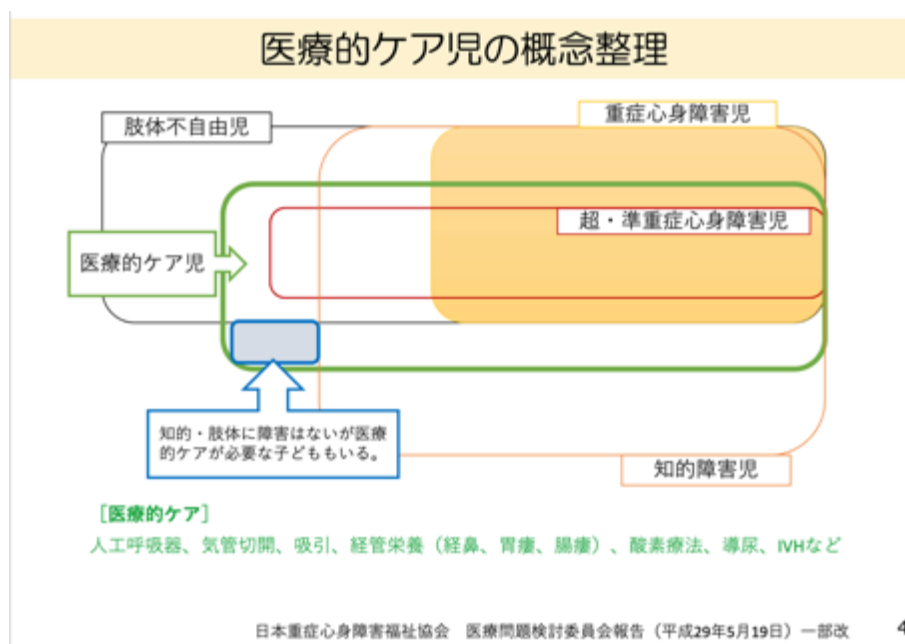 医療的ケア児の概念整理
肢体不自由児
重症心身障害児
超・準重症心身障害児
医療的ケア児
知的・肢体に障害はないが医療
的ケアが必要な子どももいる。
知的障害児
［医療的ケア］
人工呼吸器、気管切開、吸引、経管栄養（経鼻、胃瘻、腸瘻）、酸素療法、導尿、IVHなど
日本重症心身障害福祉協会　医療問題検討委員会報告（平成29年5月19日）一部改
4